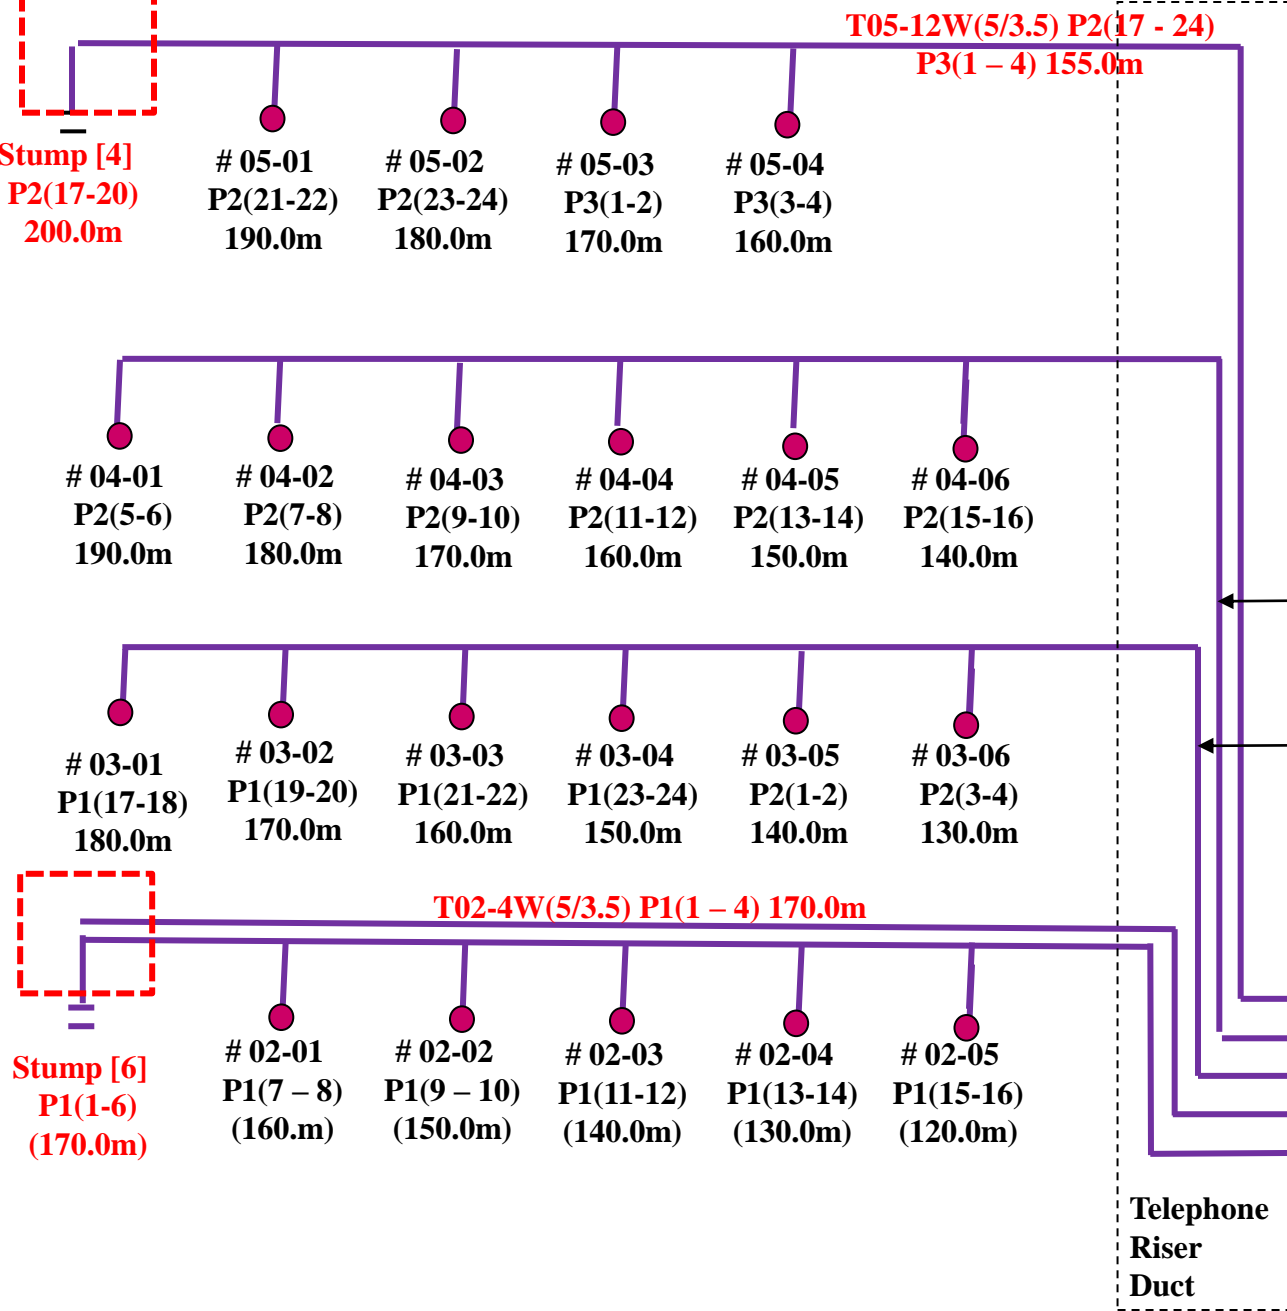 T05-12W(5/3.5) P2(17 - 24)
P3(1 – 4) 155.0m
Stump [4]
P2(17-20)
200.0m
# 05-01
P2(21-22)
190.0m
# 05-02
P2(23-24)
180.0m
# 05-03
P3(1-2)
170.0m
# 05-04
P3(3-4)
160.0m
# 04-01
P2(5-6)
190.0m
# 04-02
P2(7-8)
180.0m
# 04-03
P2(9-10)
170.0m
# 04-04
P2(11-12)
160.0m
# 04-05
P2(13-14)
150.0m
# 04-06
P2(15-16)
140.0m
# 03-01
P1(17-18)
180.0m
# 03-02
P1(19-20)
170.0m
# 03-03
P1(21-22)
160.0m
# 03-04
P1(23-24)
150.0m
# 03-05
P2(1-2)
140.0m
# 03-06
P2(3-4)
130.0m
T02-4W(5/3.5) P1(1 – 4) 170.0m
Stump [6]
P1(1-6)
(170.0m)
# 02-01
P1(7 – 8)
(160.m)
# 02-02
P1(9 – 10)
(150.0m)
# 02-03
P1(11-12)
(140.0m)
# 02-04
P1(13-14)
(130.0m)
# 02-05
P1(15-16)
(120.0m)
Telephone
Riser
Duct